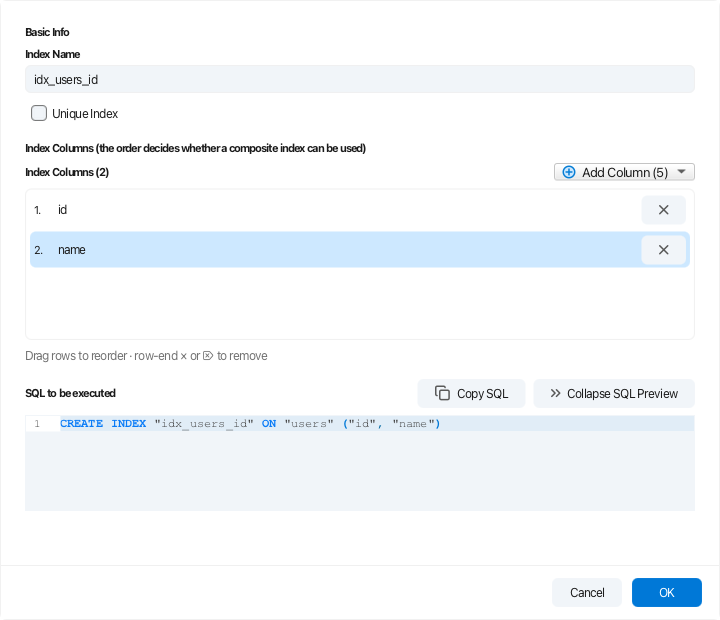 Basic Info
Index Name
idx_users_id
Unique Index
Index Columns (the order decides whether a composite index can be used)
Index Columns (2)
Add Column (5)
1. id
2. name
Drag rows to reorder · row-end × or ⌦ to remove
SQL to be executed
Copy SQL
Collapse SQL Preview
1 CREATE INDEX "idx_users_id" ON "users" ("id", "name")
Cancel
OK